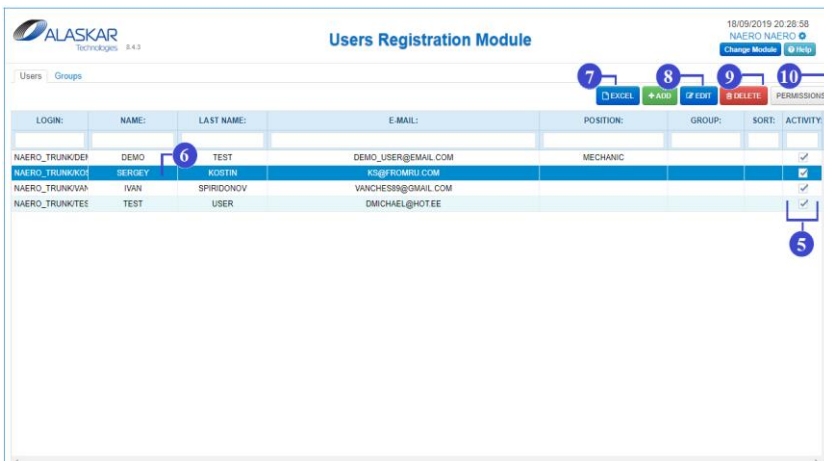 ALASKAR
Technologies 8.4.3
Users Registration Module
18/09/2019 20:28:58
NAERO NAERO
Change Module Help
Users Groups
7 8 9 10
EXCEL +ADD EDIT DELETE PERMISSIONS
LOGIN: NAME: LAST NAME: E-MAIL: POSITION: GROUP: SORT: ACTIVITY:
NAERO_TRUNK/DEM DEMO TEST DEMO_USER@EMAIL.COM MECHANIC
6
NAERO_TRUNK/KOS SERGEY KOSTIN KS@FROMRU.COM
NAERO_TRUNK/VAN IVAN SPIRIDONOV VANCHES89@GMAIL.COM
NAERO_TRUNK/TES TEST USER DMICHAEL@HOT.EE
5